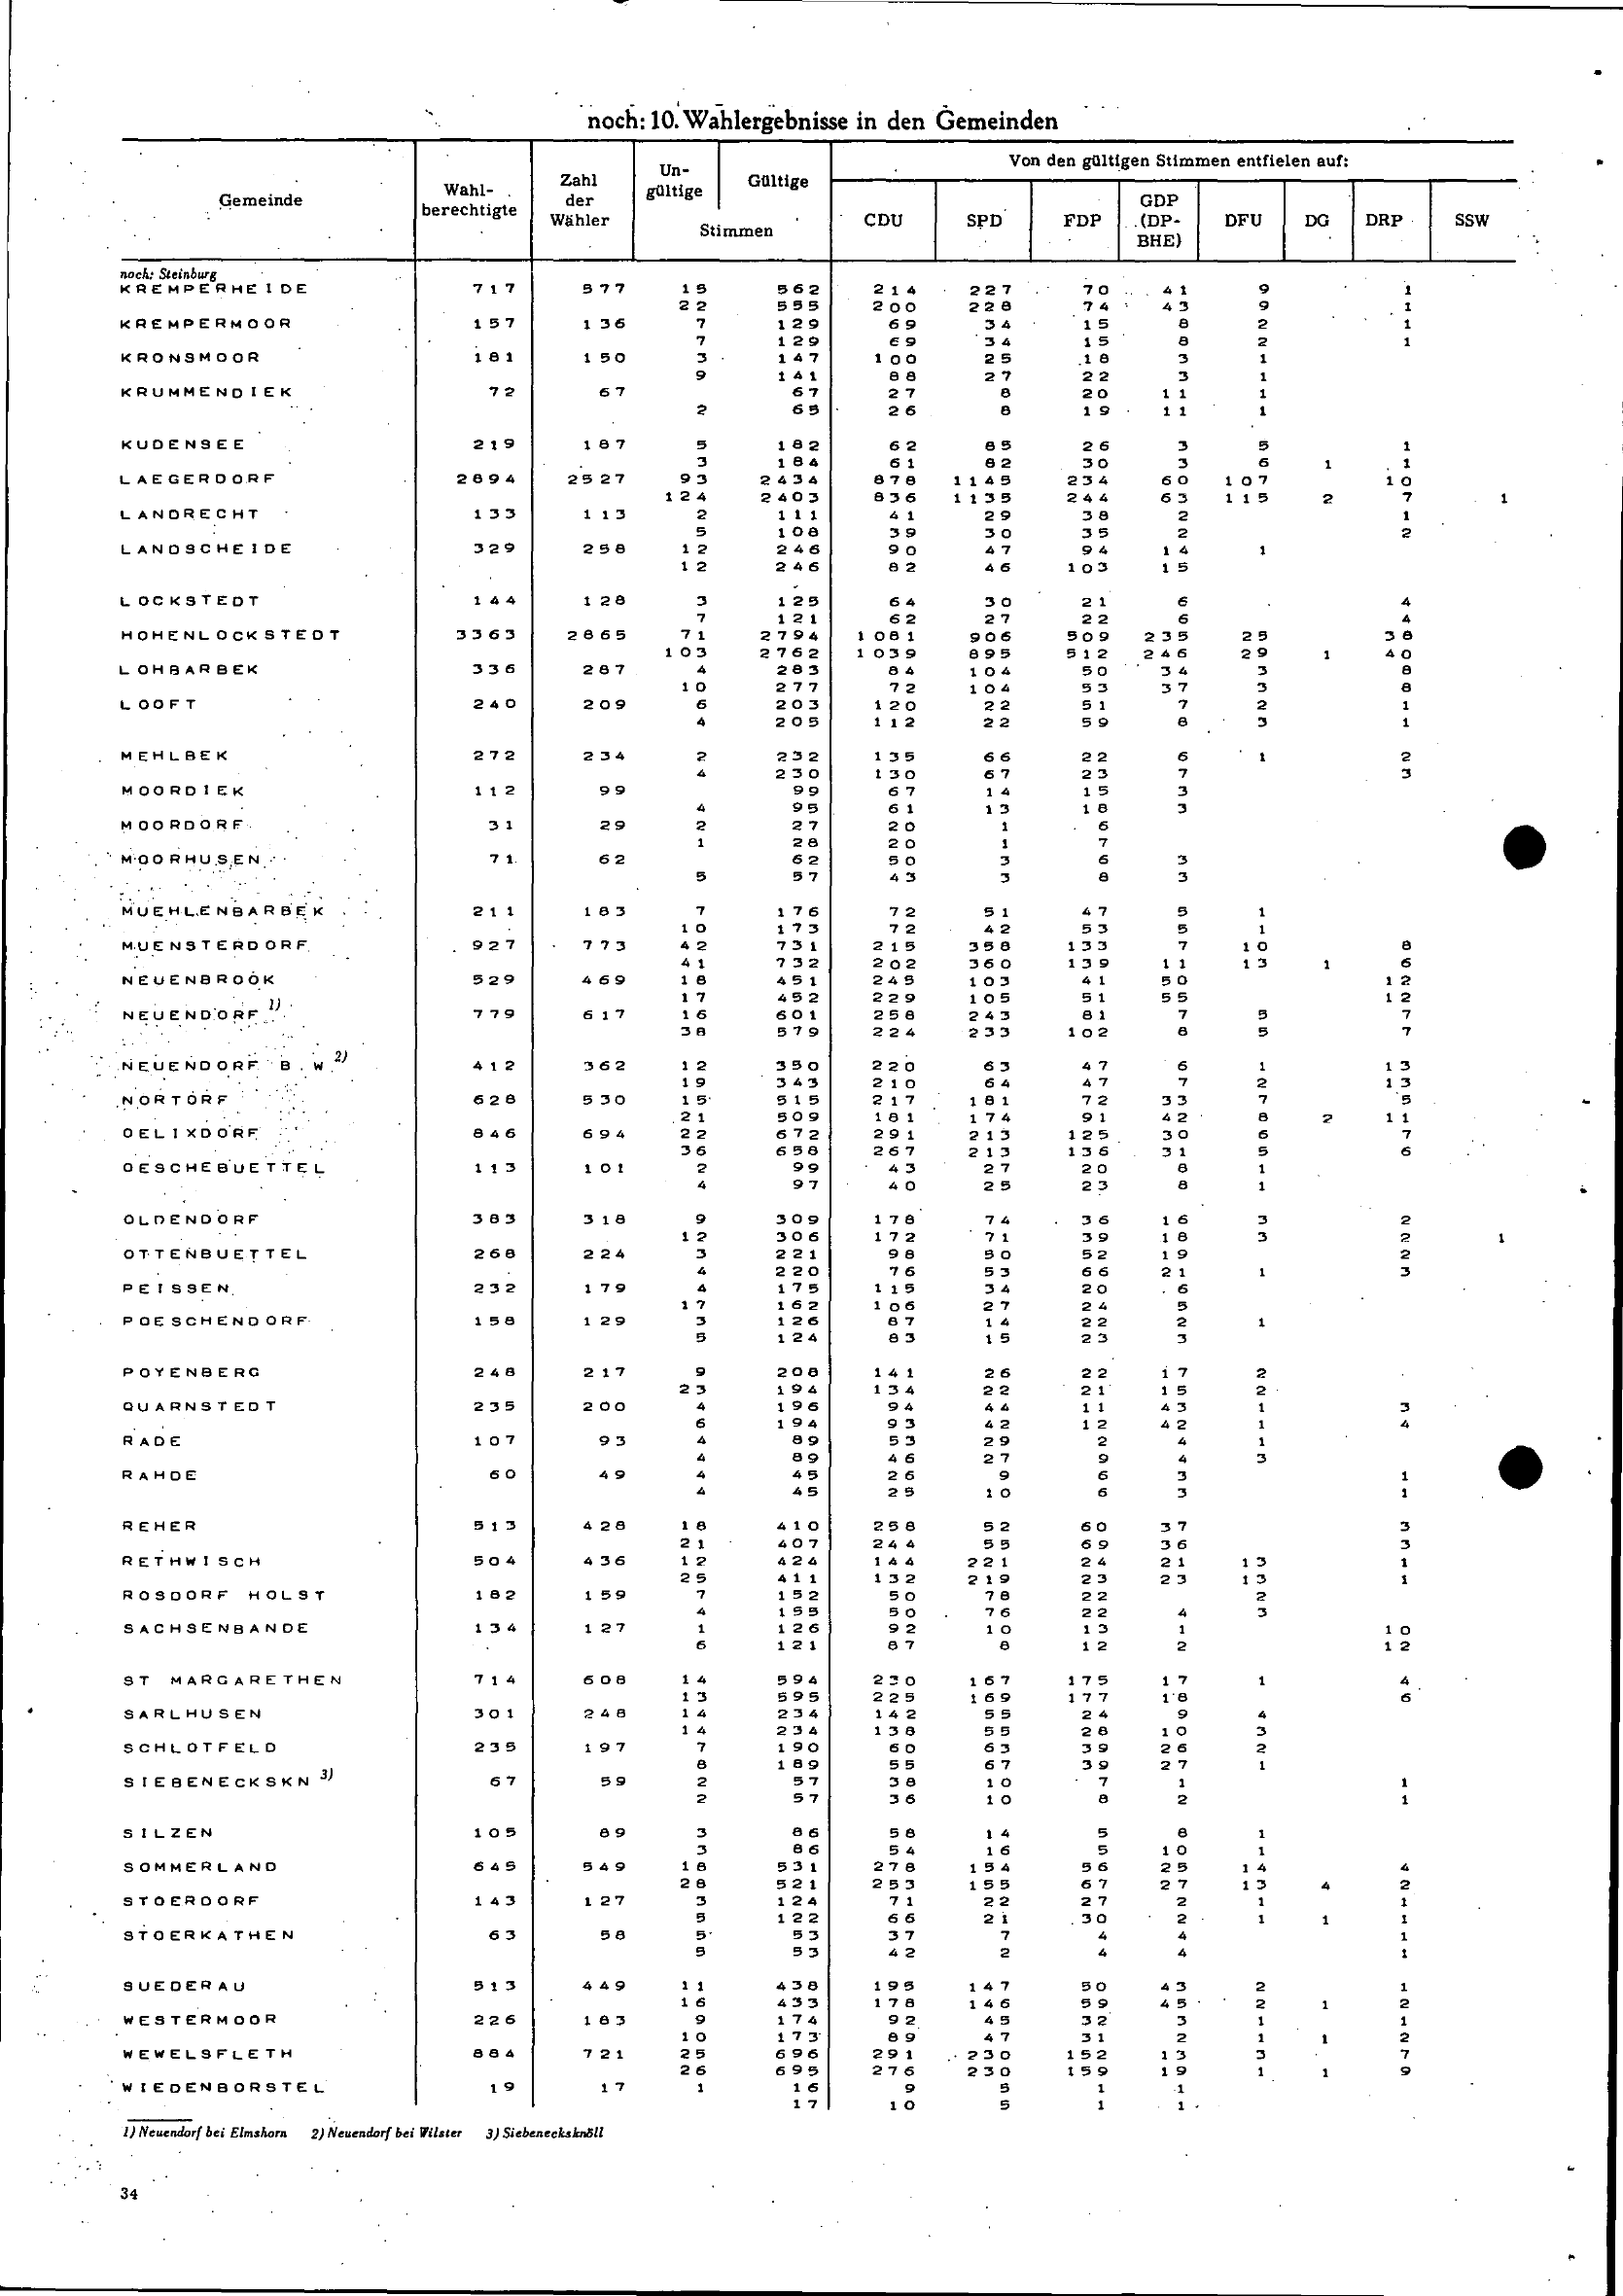 noch: 10. Wahlergebnisse in den Gemeinden
Gemeinde Wahl-berechtigte Zahl der Wähler Un-gültige Gültige Stimmen Von den gültigen Stimmen entfielen auf:
CDU SPD FDP GDP (DP-BHE) DFU DG DRP SSW
noch: Steinburg
KREMPERHEIDE 717 577 15 562 214 227 70 41 9 1
22 555 200 228 74 43 9 1
KREMPERMOOR 157 136 7 129 69 34 15 8 2 1
7 129 69 34 15 8 2 1
KRONSMOOR 181 150 3 147 100 25 18 3 1
9 141 88 27 22 3 1
KRUMMENDIEK 72 67 67 27 8 20 11 1
2 65 26 8 19 11 1
KUDENSEE 219 187 5 182 62 85 26 3 5 1
3 184 61 82 30 3 6 1 1
LAEGERDORF 2894 2527 93 2434 878 1145 234 60 107 10
124 2403 836 1135 244 63 115 2 7 1
LANDRECHT 133 113 2 111 41 29 38 2 1
5 108 39 30 35 2 2
LANDSCHEIDE 329 258 12 246 90 47 94 14 1
12 246 82 46 103 15
LOCKSTEDT 144 128 3 125 64 30 21 6 4
7 121 62 27 22 6 4
HOHENLOCKSTEDT 3363 2865 71 2794 1081 906 509 235 25 38
103 2762 1039 895 512 246 29 1 40
LOHBARBEK 336 287 4 283 84 104 50 34 3 8
10 277 72 104 53 37 3 8
LOOFT 240 209 6 203 120 22 51 7 2 1
4 205 112 22 59 8 3 1
MEHLBEK 272 234 2 232 135 66 22 6 1 2
4 230 130 67 23 7 3
MOORDIEK 112 99 99 67 14 15 3
4 95 61 13 18 3
MOORDORF 31 29 2 27 20 1 6
1 28 20 1 7
MOORHUSEN 71 62 62 50 3 6 3
5 57 43 3 8 3
MUEHLENBARBEK 211 183 7 176 72 51 47 5 1
10 173 72 42 53 5 1
MUENSTERDORF 927 773 42 731 215 358 133 7 10 8
41 732 202 360 139 11 13 1 6
NEUENBROOK 529 469 18 451 245 103 41 50 12
17 452 229 105 51 55 12
NEUENDORF 1) 779 617 16 601 258 243 81 7 5 7
38 579 224 233 102 8 5 7
NEUENDORF B.W 2) 412 362 12 350 220 63 47 6 1 13
19 343 210 64 47 7 2 13
NORTORF 628 530 15 515 217 181 72 33 7 5
21 509 181 174 91 42 8 2 11
OELIXDORF 846 694 22 672 291 213 125 30 6 7
36 658 267 213 136 31 5 6
OESCHEBUETTEL 113 101 2 99 43 27 20 8 1
4 97 40 25 23 8 1
OLDENDORF 383 318 9 309 178 74 36 16 3 2
12 306 172 71 39 18 3 2 1
OTTENBUETTEL 268 224 3 221 98 50 52 19 2
4 220 76 53 66 21 1 3
PEISSEN 232 179 4 175 115 34 20 6
17 162 106 27 24 5
POESCHENDORF 158 129 3 126 87 14 22 2 1
5 124 83 15 23 3
POYENBERG 248 217 9 208 141 26 22 17 2
23 194 134 22 21 15 2
QUARNSTEDT 235 200 4 196 94 44 11 43 1 3
6 194 93 42 12 42 1 4
RADE 107 93 4 89 53 29 2 4 1
4 89 46 27 9 4 3
RAHDE 60 49 4 45 26 9 6 3 1
4 45 25 10 6 3 1
REHER 513 428 18 410 258 52 60 37 3
21 407 244 55 69 36 3
RETHWISCH 504 436 12 424 144 221 24 21 13 1
25 411 132 219 23 23 13 1
ROSDORF HOLST 182 159 7 152 50 78 22 2
4 155 50 76 22 4 3
SACHSENBANDE 134 127 1 126 92 10 13 1 10
6 121 87 8 12 2 12
ST MARGARETHEN 714 608 14 594 230 167 175 17 1 4
13 595 225 169 177 18 6
SARLHUSEN 301 248 14 234 142 55 24 9 4
14 234 138 55 28 10 3
SCHLOTFELD 235 197 7 190 60 63 39 26 2
8 189 55 67 39 27 1
SIEBENECKSKN 3) 67 59 2 57 38 10 7 1 1
2 57 36 10 8 2 1
SILZEN 105 89 3 86 58 14 5 8 1
3 86 54 16 5 10 1
SOMMERLAND 645 549 18 531 278 154 56 25 14 4
28 521 253 155 67 27 13 4 2
STOERDORF 143 127 3 124 71 22 27 2 1 1
5 122 66 21 30 2 1 1 1
STOERKATHEN 63 58 5 53 37 7 4 4 1
5 53 42 2 4 4 1
SUEDERAU 513 449 11 438 195 147 50 43 2 1
16 433 178 146 59 45 2 1 2
WESTERMOOR 226 183 9 174 92 45 32 3 1 1
10 173 89 47 31 2 1 1 2
WEWELSFLETH 884 721 25 696 291 230 152 13 3 7
26 695 276 230 159 19 1 1 9
WIEDENBORSTEL 19 17 1 16 9 5 1 1
17 10 5 1 1
1) Neuendorf bei Elmshorn 2) Neuendorf bei Wilster 3) Siebenecksknöll
34